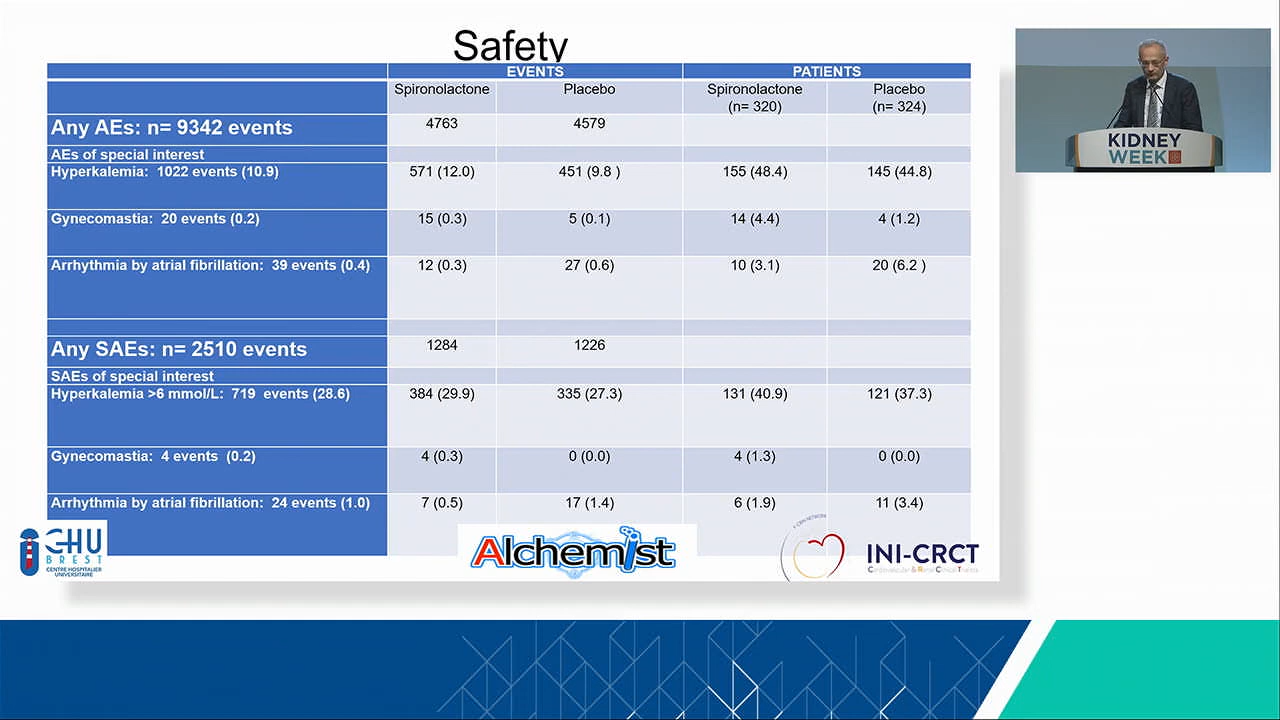 Safety
EVENTS PATIENTS
Spironolactone Placebo Spironolactone (n= 320) Placebo (n= 324)
Any AEs: n= 9342 events 4763 4579
AEs of special interest
Hyperkalemia: 1022 events (10.9) 571 (12.0) 451 (9.8 ) 155 (48.4) 145 (44.8)
Gynecomastia: 20 events (0.2) 15 (0.3) 5 (0.1) 14 (4.4) 4 (1.2)
Arrhythmia by atrial fibrillation: 39 events (0.4) 12 (0.3) 27 (0.6) 10 (3.1) 20 (6.2 )
Any SAEs: n= 2510 events 1284 1226
SAEs of special interest
Hyperkalemia >6 mmol/L: 719 events (28.6) 384 (29.9) 335 (27.3) 131 (40.9) 121 (37.3)
Gynecomastia: 4 events (0.2) 4 (0.3) 0 (0.0) 4 (1.3) 0 (0.0)
Arrhythmia by atrial fibrillation: 24 events (1.0) 7 (0.5) 17 (1.4) 6 (1.9) 11 (3.4)
CHU
BREST
CENTRE HOSPITALIER
UNIVERSITAIRE
Alchemist
F-CRIN NETWORK
INI-CRCT
Cardiovascular & Renal Clinical Trialists
KIDNEY
WEEK